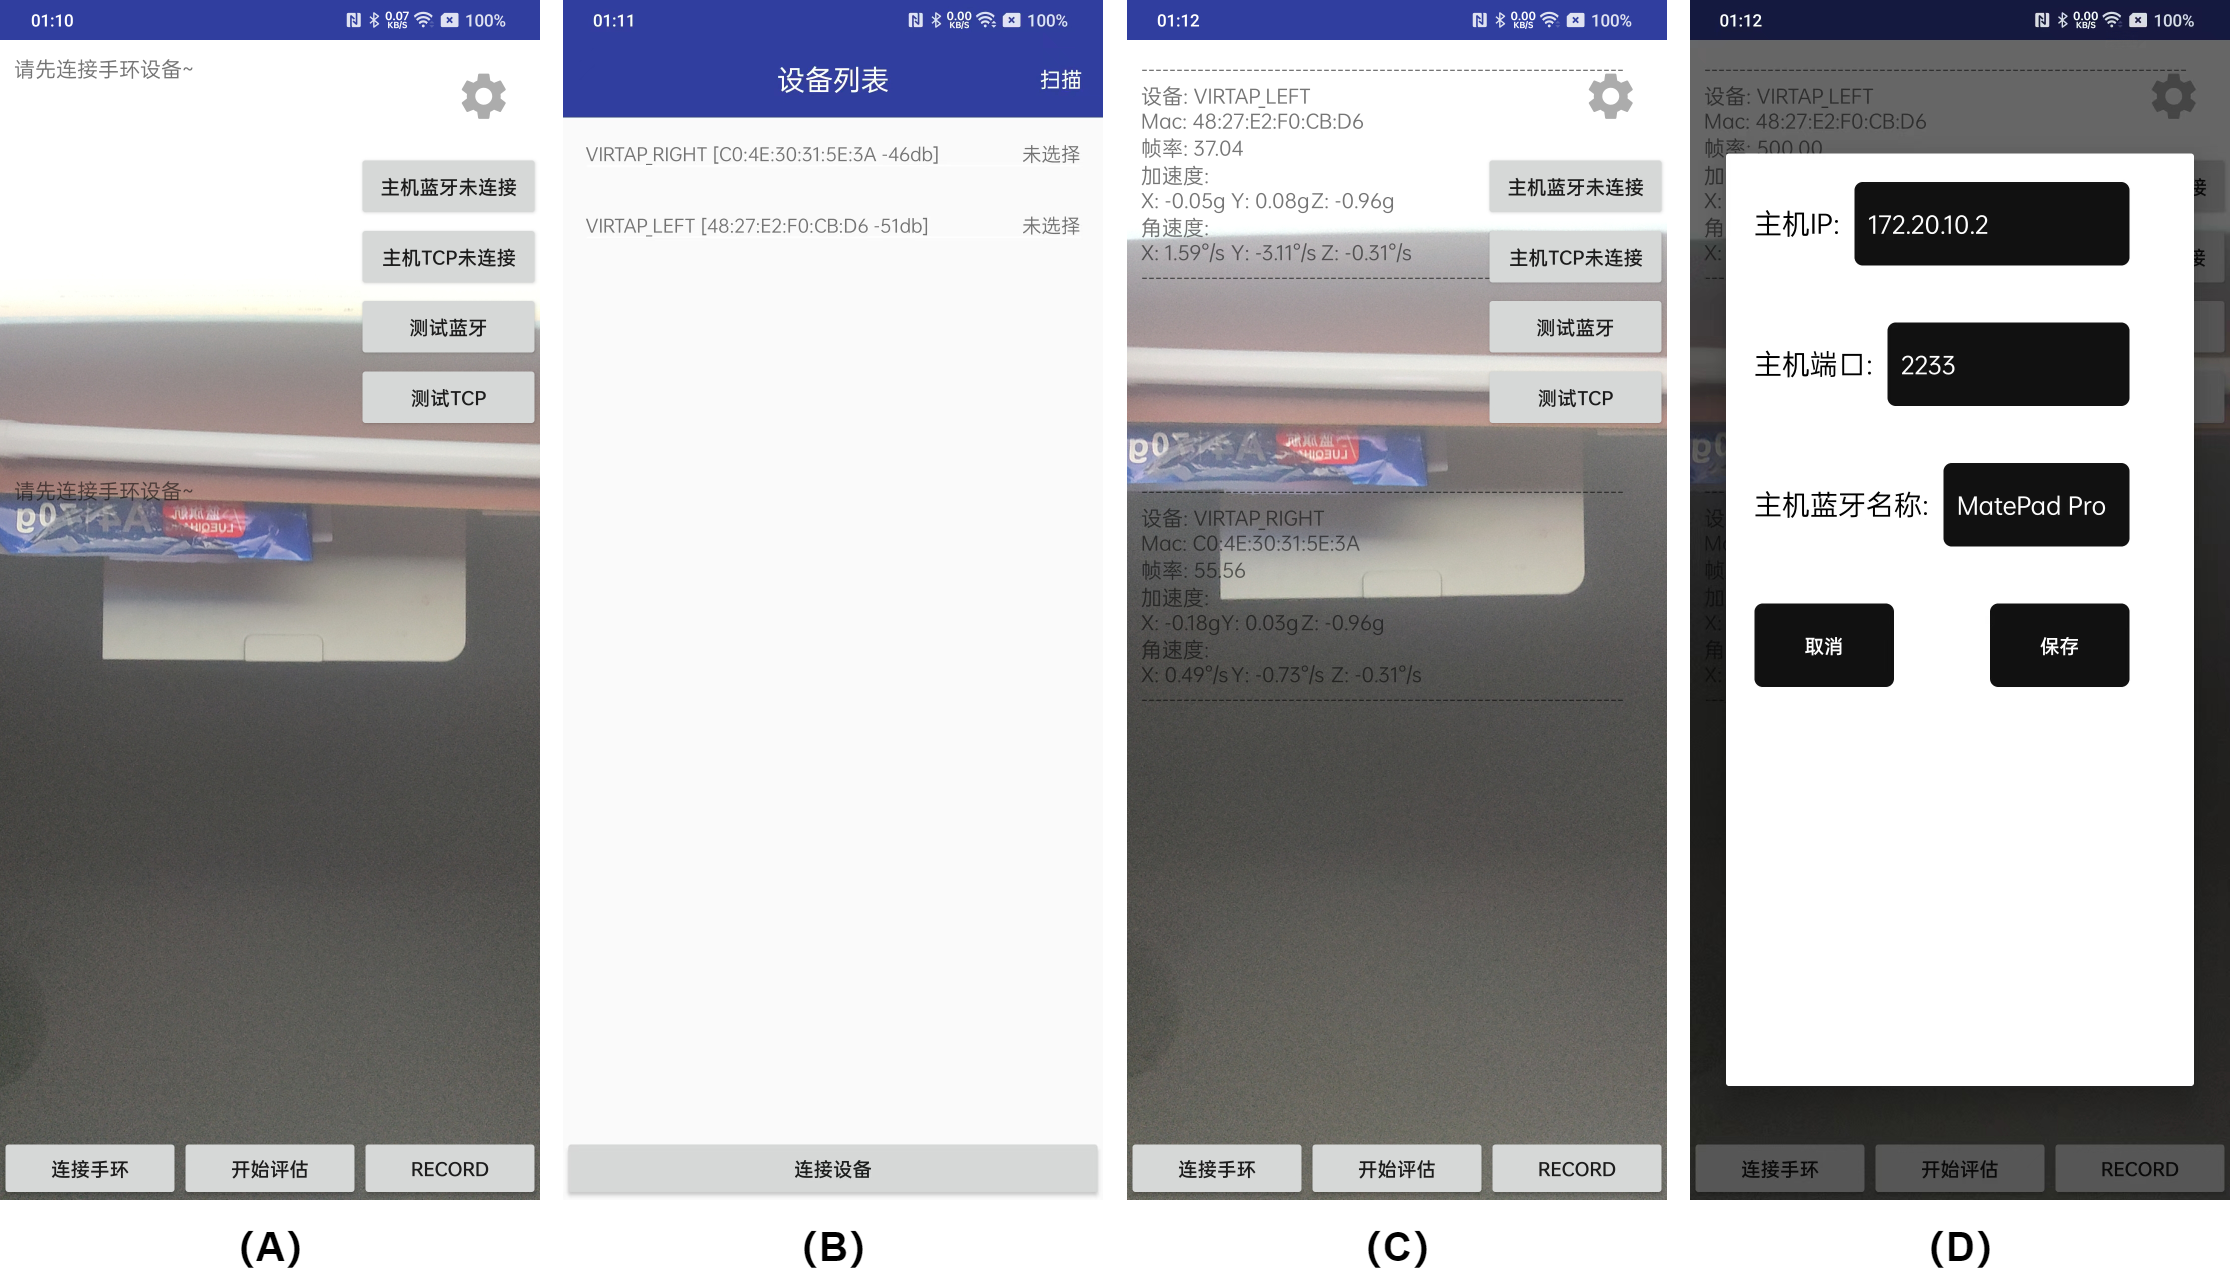 01:10
0.07
KB/S
100%
请先连接手环设备~
主机蓝牙未连接
主机TCP未连接
测试蓝牙
测试TCP
请先连接手环设备~
连接手环
开始评估
RECORD
(A)
01:11
0.00
KB/S
100%
设备列表
扫描
VIRTAP_RIGHT [C0:4E:30:31:5E:3A -46db]
未选择
VIRTAP_LEFT [48:27:E2:F0:CB:D6 -51db]
未选择
连接设备
(B)
01:12
0.00
KB/S
100%
设备: VIRTAP_LEFT
Mac: 48:27:E2:F0:CB:D6
帧率: 37.04
加速度:
X: -0.05g Y: 0.08g Z: -0.96g
角速度:
X: 1.59°/s Y: -3.11°/s Z: -0.31°/s
主机蓝牙未连接
主机TCP未连接
测试蓝牙
测试TCP
设备: VIRTAP_RIGHT
Mac: C0:4E:30:31:5E:3A
帧率: 55.56
加速度:
X: -0.18g Y: 0.03g Z: -0.96g
角速度:
X: 0.49°/s Y: -0.73°/s Z: -0.31°/s
连接手环
开始评估
RECORD
(C)
01:12
0.00
KB/S
100%
设备: VIRTAP_LEFT
Mac: 48:27:E2:F0:CB:D6
帧率: 500.00
主机IP: 172.20.10.2
主机端口: 2233
主机蓝牙名称: MatePad Pro
取消
保存
连接手环
开始评估
RECORD
(D)